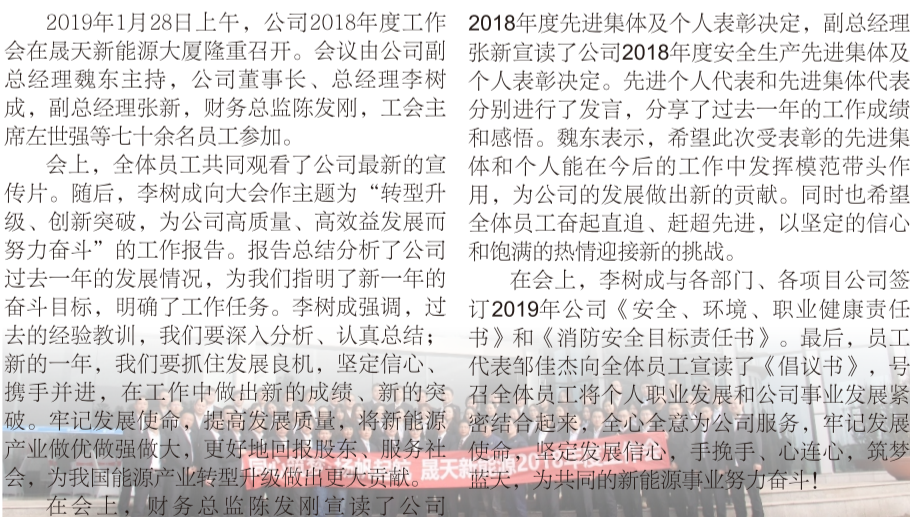 2019年1月28日上午，公司2018年度工作
会在晟天新能源大厦隆重召开。会议由公司副
总经理魏东主持，公司董事长、总经理李树
成，副总经理张新，财务总监陈发刚，工会主
席左世强等七十余名员工参加。
会上，全体员工共同观看了公司最新的宣
传片。随后，李树成向大会作主题为“转型升
级、创新突破，为公司高质量、高效益发展而
努力奋斗”的工作报告。报告总结分析了公司
过去一年的发展情况，为我们指明了新一年的
奋斗目标，明确了工作任务。李树成强调，过
去的经验教训，我们要深入分析、认真总结；
新的一年，我们要抓住发展良机，坚定信心、
携手并进，在工作中做出新的成绩、新的突
破。牢记发展使命，提高发展质量，将新能源
产业做优做强做大，更好地回报股东、服务社
会，为我国能源产业转型升级做出更大贡献。
在会上，财务总监陈发刚宣读了公司
2018年度先进集体及个人表彰决定，副总经理
张新宣读了公司2018年度安全生产先进集体及
个人表彰决定。先进个人代表和先进集体代表
分别进行了发言，分享了过去一年的工作成绩
和感悟。魏东表示，希望此次受表彰的先进集
体和个人能在今后的工作中发挥模范带头作
用，为公司的发展做出新的贡献。同时也希望
全体员工奋起直追、赶超先进，以坚定的信心
和饱满的热情迎接新的挑战。
在会上，李树成与各部门、各项目公司签
订2019年公司《安全、环境、职业健康责任
书》和《消防安全目标责任书》。最后，员工
代表邹佳杰向全体员工宣读了《倡议书》，号
召全体员工将个人职业发展和公司事业发展紧
密结合起来，全心全意为公司服务，牢记发展
使命，坚定发展信心，手挽手、心连心，筑梦
蓝天，为共同的新能源事业努力奋斗！
晟天新能源2018年度